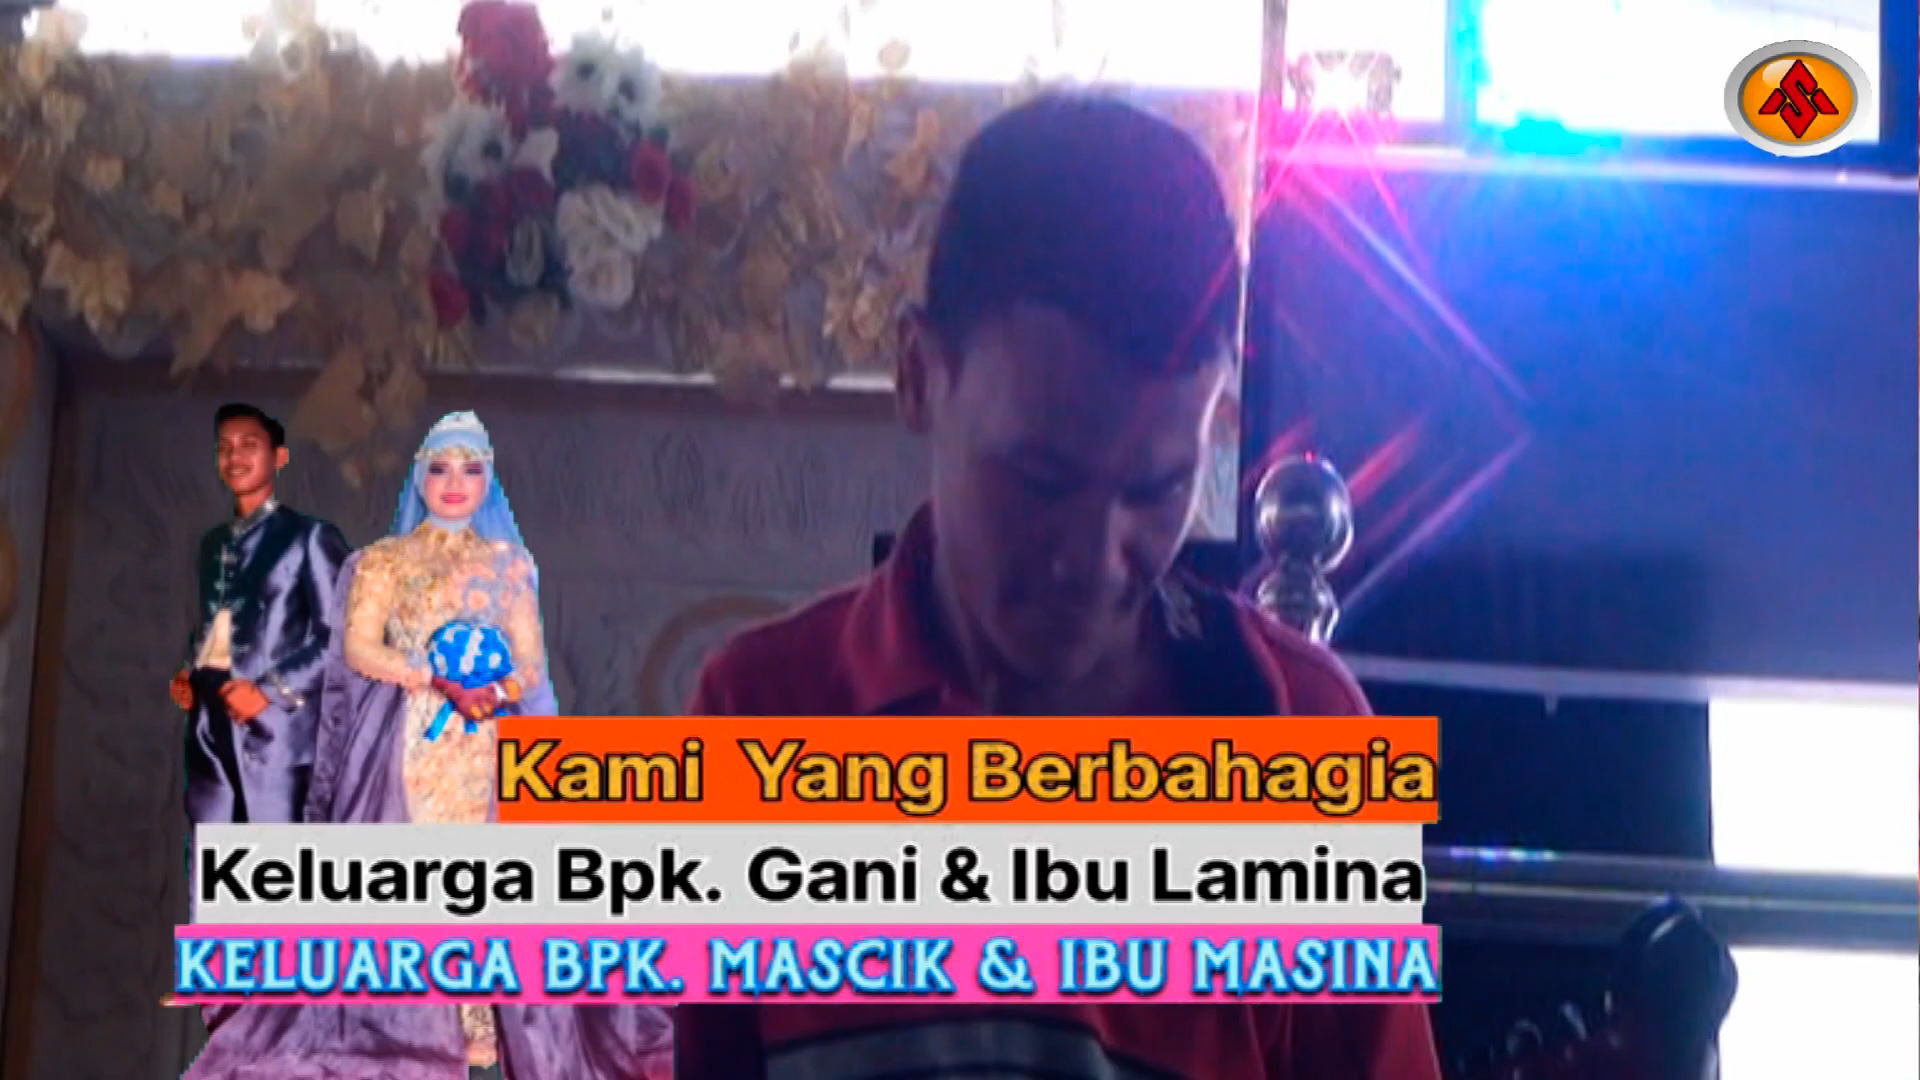 Kami Yang Berbahagia
Keluarga Bpk. Gani & Ibu Lamina
KELUARGA BPK. MASCIK & IBU MASINA